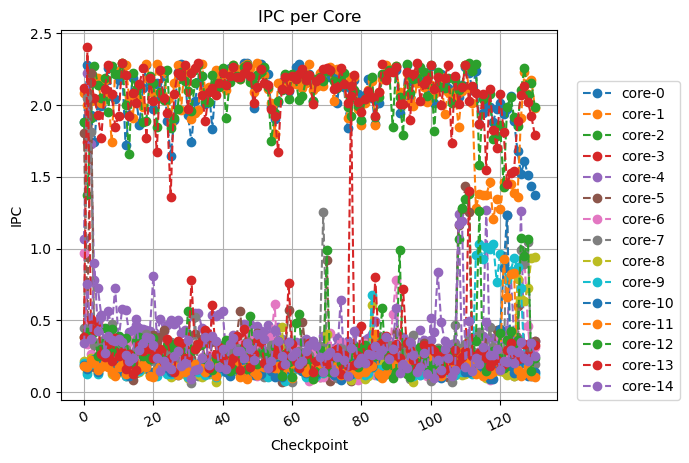 IPC per Core
2.5
2.0
1.5
1.0
0.5
0.0
IPC
0
20
40
60
80
100
120
Checkpoint
core-0
core-1
core-2
core-3
core-4
core-5
core-6
core-7
core-8
core-9
core-10
core-11
core-12
core-13
core-14